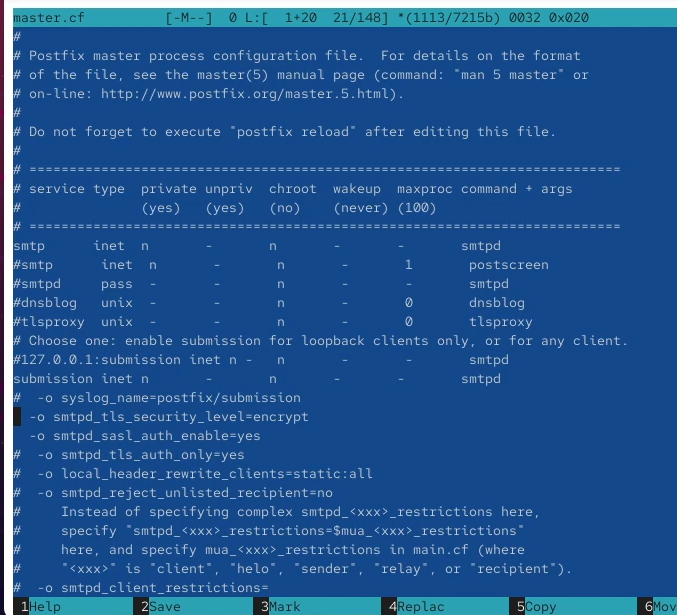 master.cf          [-M--]  0 L:[  1+20  21/148] *(1113/7215b) 0032 0x020
#
# Postfix master process configuration file.  For details on the format
# of the file, see the master(5) manual page (command: "man 5 master" or
# on-line: http://www.postfix.org/master.5.html).
#
# Do not forget to execute "postfix reload" after editing this file.
#
# ==========================================================================
# service type  private unpriv  chroot  wakeup  maxproc command + args
#               (yes)   (yes)   (no)    (never) (100)
# ==========================================================================
smtp      inet  n       -       n       -       -       smtpd
#smtp      inet  n       -       n       -       1       postscreen
#smtpd     pass  -       -       n       -       -       smtpd
#dnsblog   unix  -       -       n       -       0       dnsblog
#tlsproxy  unix  -       -       n       -       0       tlsproxy
# Choose one: enable submission for loopback clients only, or for any client.
#127.0.0.1:submission inet n -   n       -       -       smtpd
submission inet n       -       n       -       -       smtpd
#  -o syslog_name=postfix/submission
  -o smtpd_tls_security_level=encrypt
  -o smtpd_sasl_auth_enable=yes
#  -o smtpd_tls_auth_only=yes
#  -o local_header_rewrite_clients=static:all
#  -o smtpd_reject_unlisted_recipient=no
#     Instead of specifying complex smtpd_<xxx>_restrictions here,
#     specify "smtpd_<xxx>_restrictions=$mua_<xxx>_restrictions"
#     here, and specify mua_<xxx>_restrictions in main.cf (where
#     "<xxx>" is "client", "helo", "sender", "relay", or "recipient").
#  -o smtpd_client_restrictions=
1Help 2Save 3Mark 4Replac 5Copy 6Mov